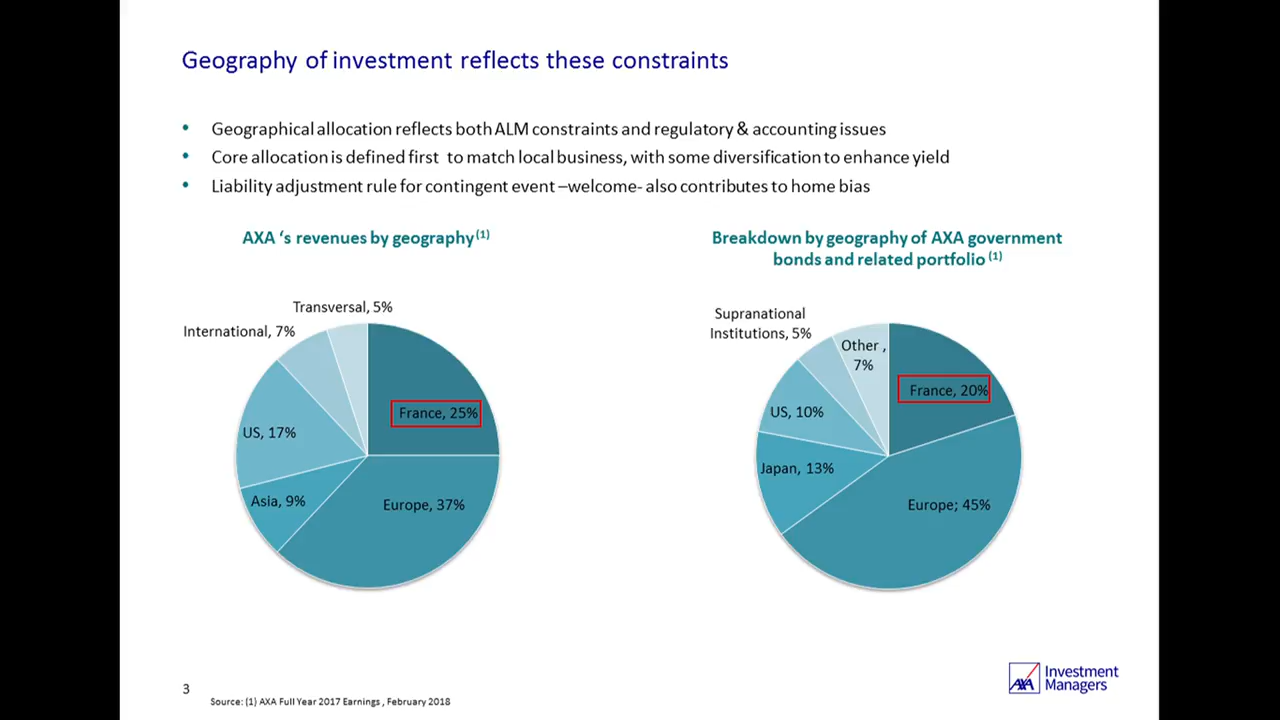 Geography of investment reflects these constraints
• Geographical allocation reflects both ALM constraints and regulatory & accounting issues
• Core allocation is defined first to match local business, with some diversification to enhance yield
• Liability adjustment rule for contingent event –welcome- also contributes to home bias
AXA ‘s revenues by geography (1)
Transversal, 5%
International, 7%
France, 25%
US, 17%
Asia, 9%
Europe, 37%
Breakdown by geography of AXA government
bonds and related portfolio (1)
Supranational
Institutions, 5%
Other ,
7%
France, 20%
US, 10%
Japan, 13%
Europe; 45%
3
Source: (1) AXA Full Year 2017 Earnings , February 2018
AXA
Investment
Managers